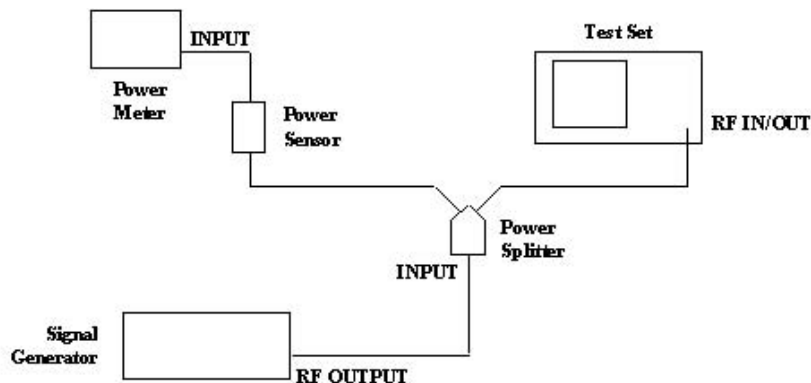 INPUT
Power
Meter
Power
Sensor
Test Set
RF IN/OUT
Power
Splitter
INPUT
Signal
Generator
RF OUTPUT